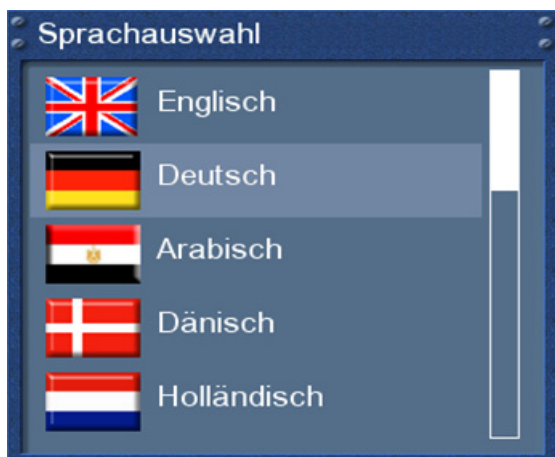 Sprachauswahl
Englisch
Deutsch
Arabisch
Dänisch
Holländisch